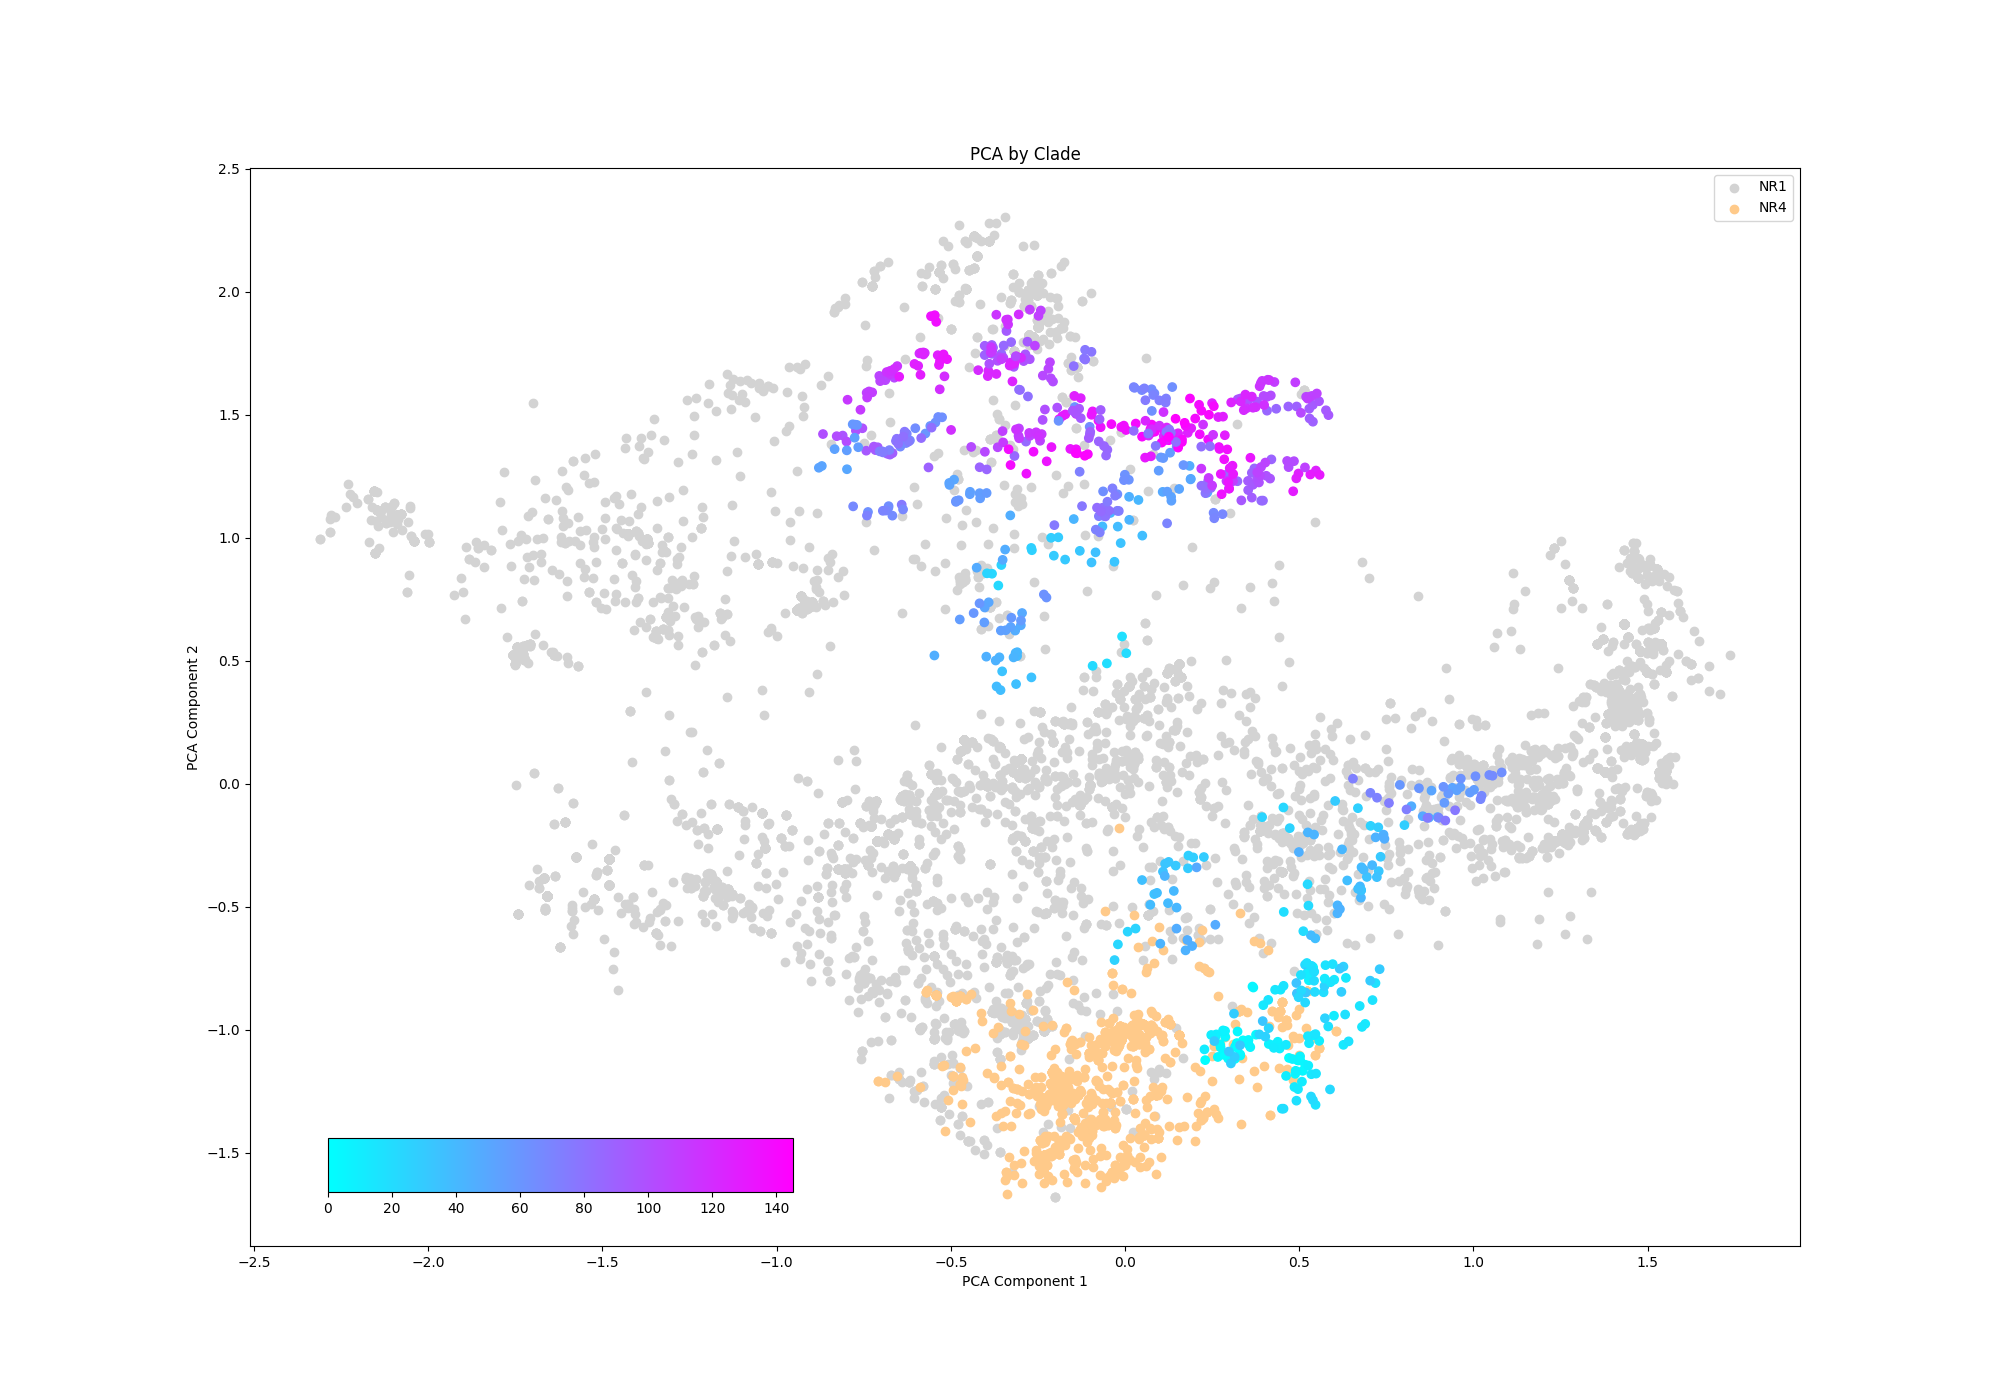 PCA by Clade
NR1
NR4
2.5
2.0
1.5
1.0
0.5
0.0
−0.5
−1.0
−1.5
PCA Component 2
0 20 40 60 80 100 120 140
−2.5 −2.0 −1.5 −1.0 −0.5 0.0 0.5 1.0 1.5
PCA Component 1